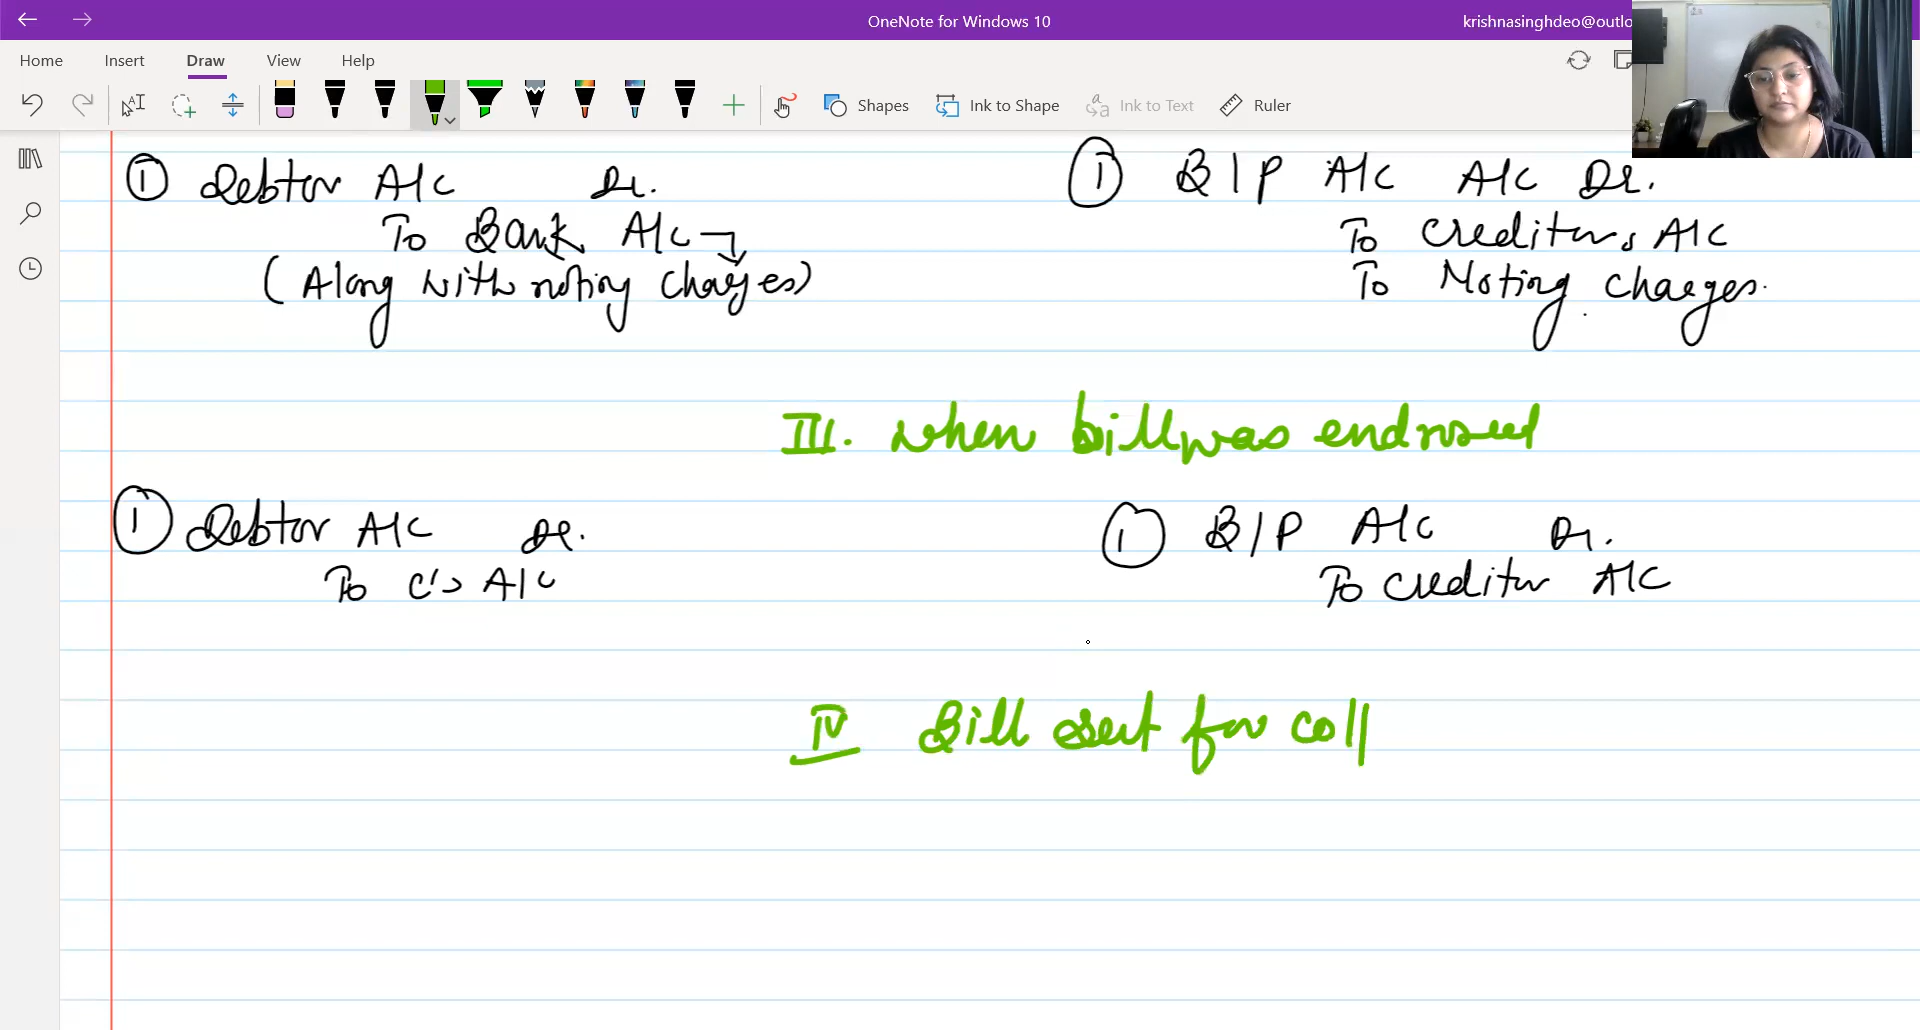 OneNote for Windows 10
krishnasinghdeo@outlo
Home Insert Draw View Help
Shapes Ink to Shape Ink to Text Ruler
① Debtor A/c Dr.
To Bank A/c
(Along with noting charges)
① B/P A/c A/c Dr.
To Creditors A/c
To Noting charges.
III. when bill was endrosed
① Debtor A/c Dr.
To C's A/c
① B/P A/c Dr.
To Creditor A/c
IV Bill sent for coll